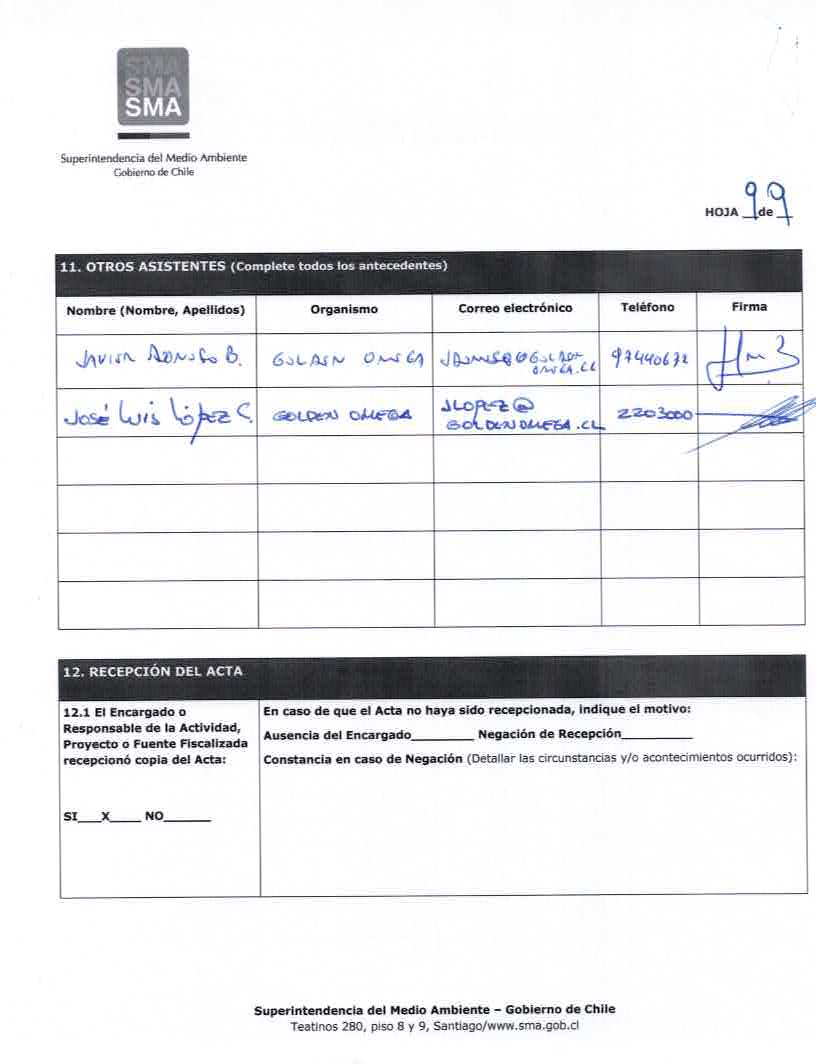 SMA
SMA
SMA
Superintendencia del Medio Ambiente
Gobierno de Chile
HOJA 9 de 9
11. OTROS ASISTENTES (Complete todos los antecedentes)
Nombre (Nombre, Apellidos) Organismo Correo electrónico Teléfono Firma
JAVIER B. GOLDEN OMEGA 97440672
JOSÉ LUIS LÓPEZ C. GOLDEN OMEGA JLOPEZ@ 2203000
GOLDENOMEGA.CL
12. RECEPCIÓN DEL ACTA
12.1 El Encargado o
Responsable de la Actividad,
Proyecto o Fuente Fiscalizada
recepcionó copia del Acta:
SI___X____ NO_______
En caso de que el Acta no haya sido recepcionada, indique el motivo:
Ausencia del Encargado_________ Negación de Recepción__________
Constancia en caso de Negación (Detallar las circunstancias y/o acontecimientos ocurridos):
Superintendencia del Medio Ambiente – Gobierno de Chile
Teatinos 280, piso 8 y 9, Santiago/www.sma.gob.cl